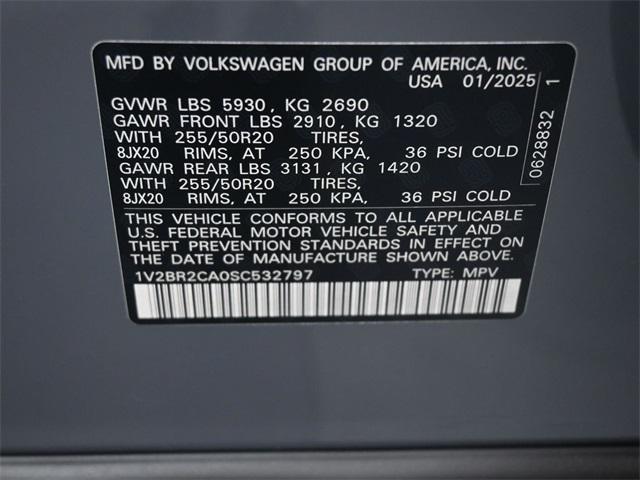 MFD BY VOLKSWAGEN GROUP OF AMERICA, INC.
USA 01/2025
GVWR LBS 5930, KG 2690
GAWR FRONT LBS 2910, KG 1320
WITH 255/50R20 TIRES,
8JX20 RIMS, AT 250 KPA, 36 PSI COLD
GAWR REAR LBS 3131, KG 1420
WITH 255/50R20 TIRES,
8JX20 RIMS, AT 250 KPA, 36 PSI COLD
THIS VEHICLE CONFORMS TO ALL APPLICABLE
U.S. FEDERAL MOTOR VEHICLE SAFETY AND
THEFT PREVENTION STANDARDS IN EFFECT ON
THE DATE OF MANUFACTURE SHOWN ABOVE.
1V2BR2CA0SC532797 TYPE: MPV
0628832 1